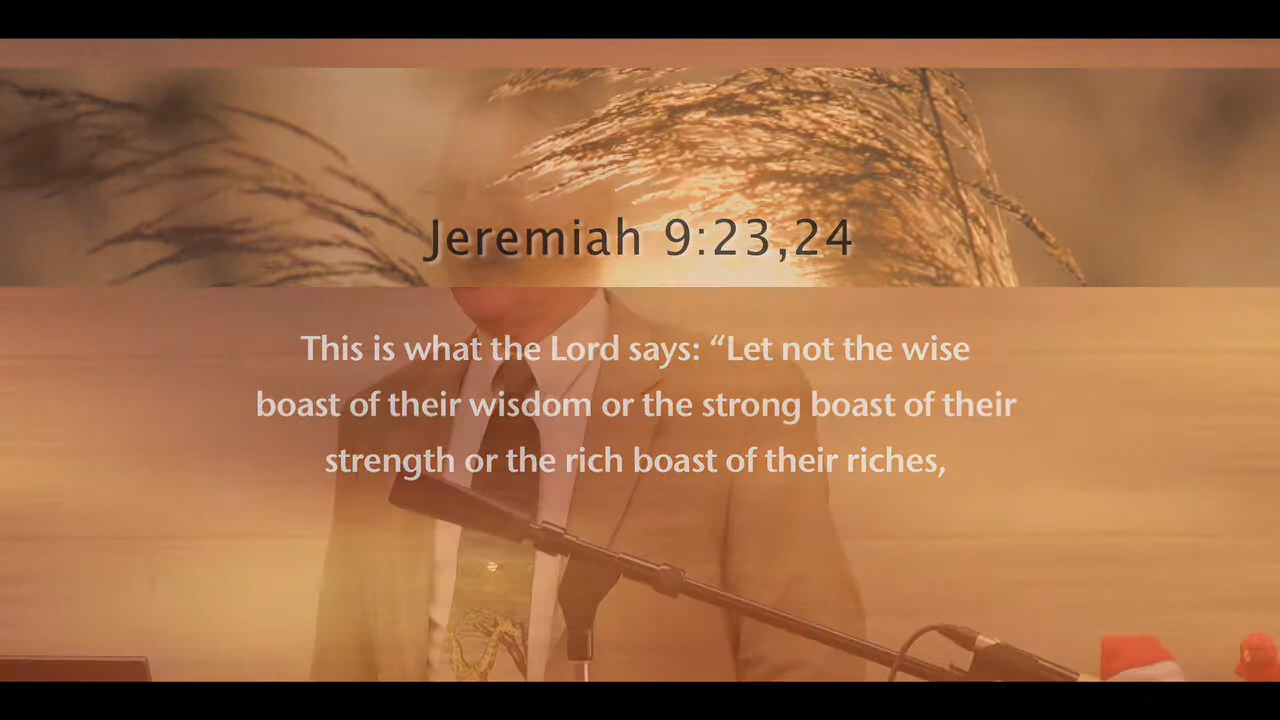 Jeremiah 9:23,24
This is what the Lord says: “Let not the wise
boast of their wisdom or the strong boast of their
strength or the rich boast of their riches,